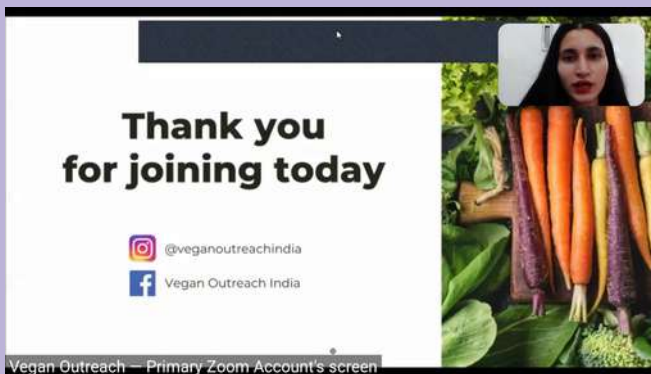 Thank you
for joining today
@veganoutreachindia
Vegan Outreach India
Vegan Outreach — Primary Zoom Account's screen